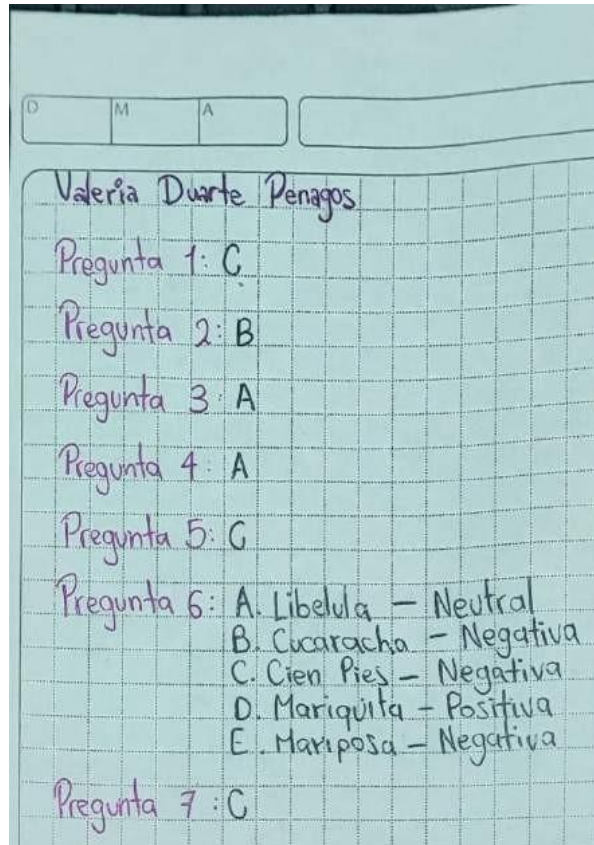 D M A
Valeria Duarte Penagos
Pregunta 1: C
Pregunta 2: B
Pregunta 3: A
Pregunta 4: A
Pregunta 5: C
Pregunta 6: A. Libelula - Neutral
B. Cucaracha - Negativa
C. Cien Pies - Negativa
D. Mariquita - Positiva
E. Mariposa - Negativa
Pregunta 7: C